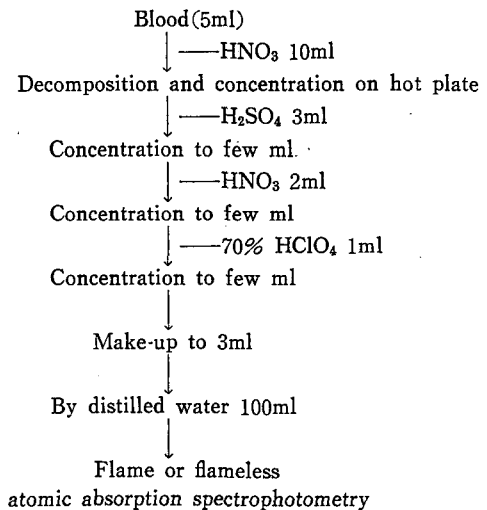 Blood(5ml)
HNO₃ 10ml
Decomposition and concentration on hot plate
H₂SO₄ 3ml
Concentration to few ml.
HNO₃ 2ml
Concentration to few ml
70% HClO₄ 1ml
Concentration to few ml
Make-up to 3ml
By distilled water 100ml
Flame or flameless
atomic absorption spectrophotometry